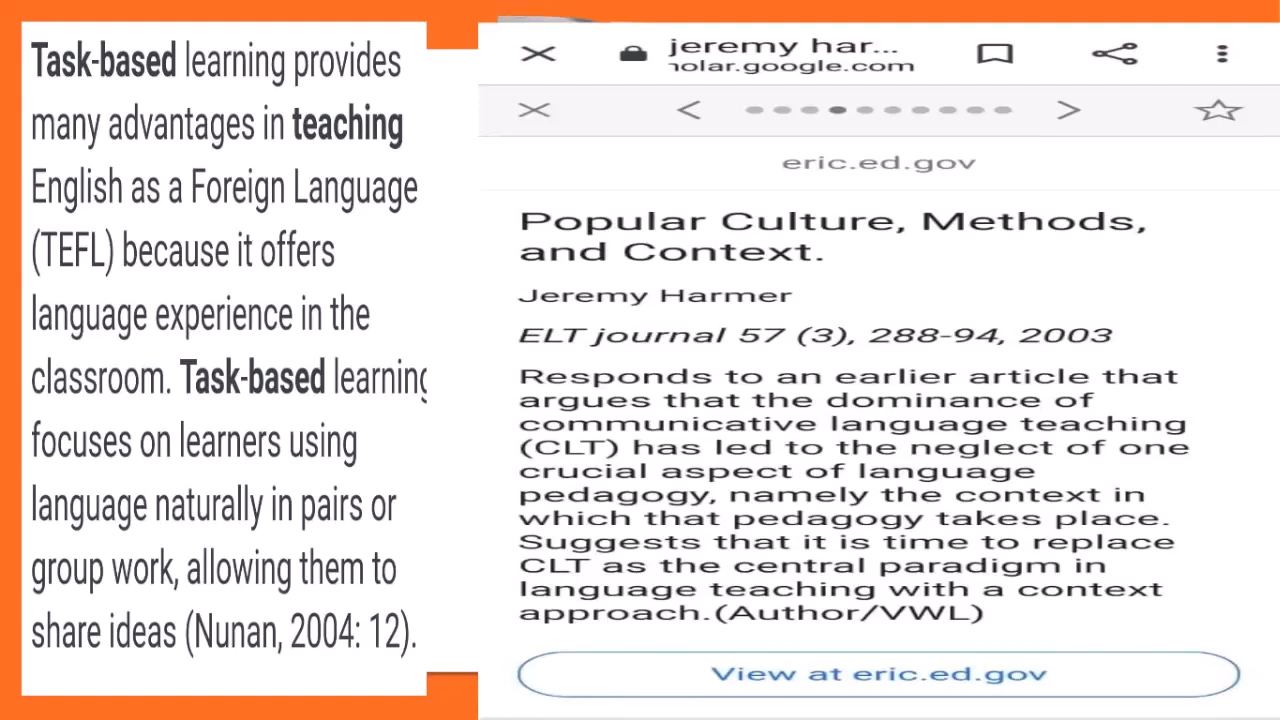 Task-based learning provides
many advantages in teaching
English as a Foreign Language
(TEFL) because it offers
language experience in the
classroom. Task-based learning
focuses on learners using
language naturally in pairs or
group work, allowing them to
share ideas (Nunan, 2004: 12).
jeremy har...
holar.google.com
eric.ed.gov
Popular Culture, Methods,
and Context.
Jeremy Harmer
ELT journal 57 (3), 288-94, 2003
Responds to an earlier article that
argues that the dominance of
communicative language teaching
(CLT) has led to the neglect of one
crucial aspect of language
pedagogy, namely the context in
which that pedagogy takes place.
Suggests that it is time to replace
CLT as the central paradigm in
language teaching with a context
approach.(Author/VWL)
View at eric.ed.gov